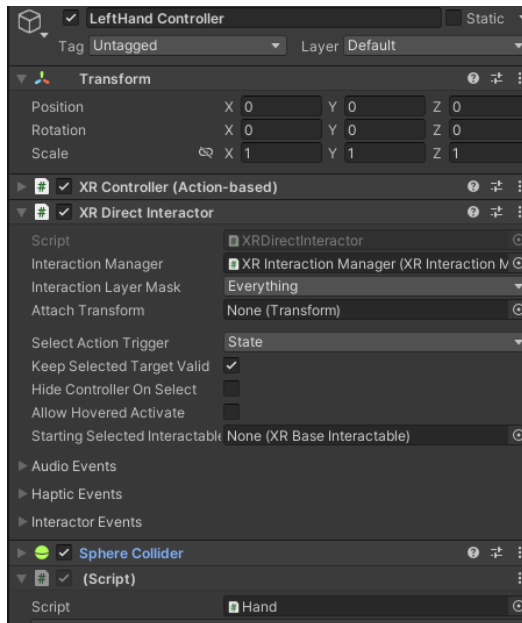 LeftHand Controller Static
Tag Untagged Layer Default
Transform
Position X 0 Y 0 Z 0
Rotation X 0 Y 0 Z 0
Scale X 1 Y 1 Z 1
XR Controller (Action-based)
XR Direct Interactor
Script XRDirectInteractor
Interaction Manager XR Interaction Manager (XR Interaction M
Interaction Layer Mask Everything
Attach Transform None (Transform)
Select Action Trigger State
Keep Selected Target Valid
Hide Controller On Select
Allow Hovered Activate
Starting Selected Interactable None (XR Base Interactable)
Audio Events
Haptic Events
Interactor Events
Sphere Collider
(Script)
Script Hand